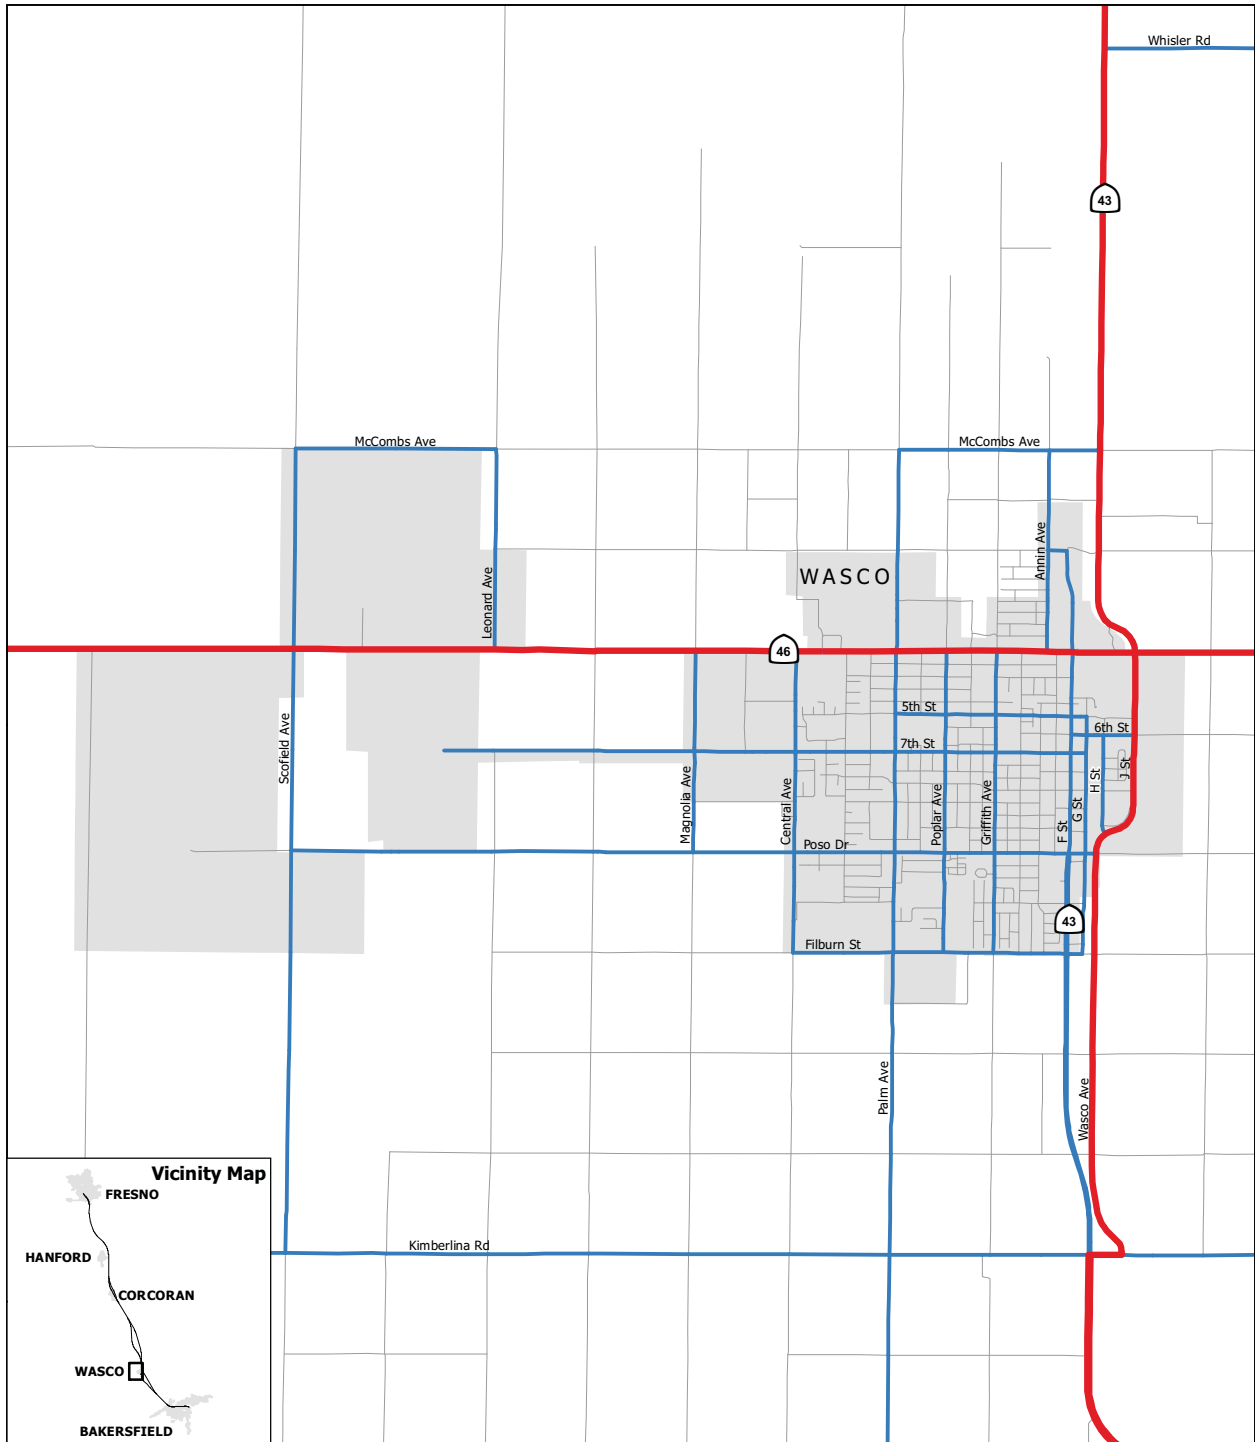 Whisler Rd
43
McCombs Ave
McCombs Ave
Annin Ave
Leonard Ave
WASCO
46
5th St
6th St
7th St
Scofield Ave
Magnolia Ave
Central Ave
Poplar Ave
Griffith Ave
F St
G St
H St
J St
Poso Dr
43
Filburn St
Palm Ave
Wasco Ave
Kimberlina Rd
Vicinity Map
FRESNO
HANFORD
CORCORAN
WASCO
BAKERSFIELD